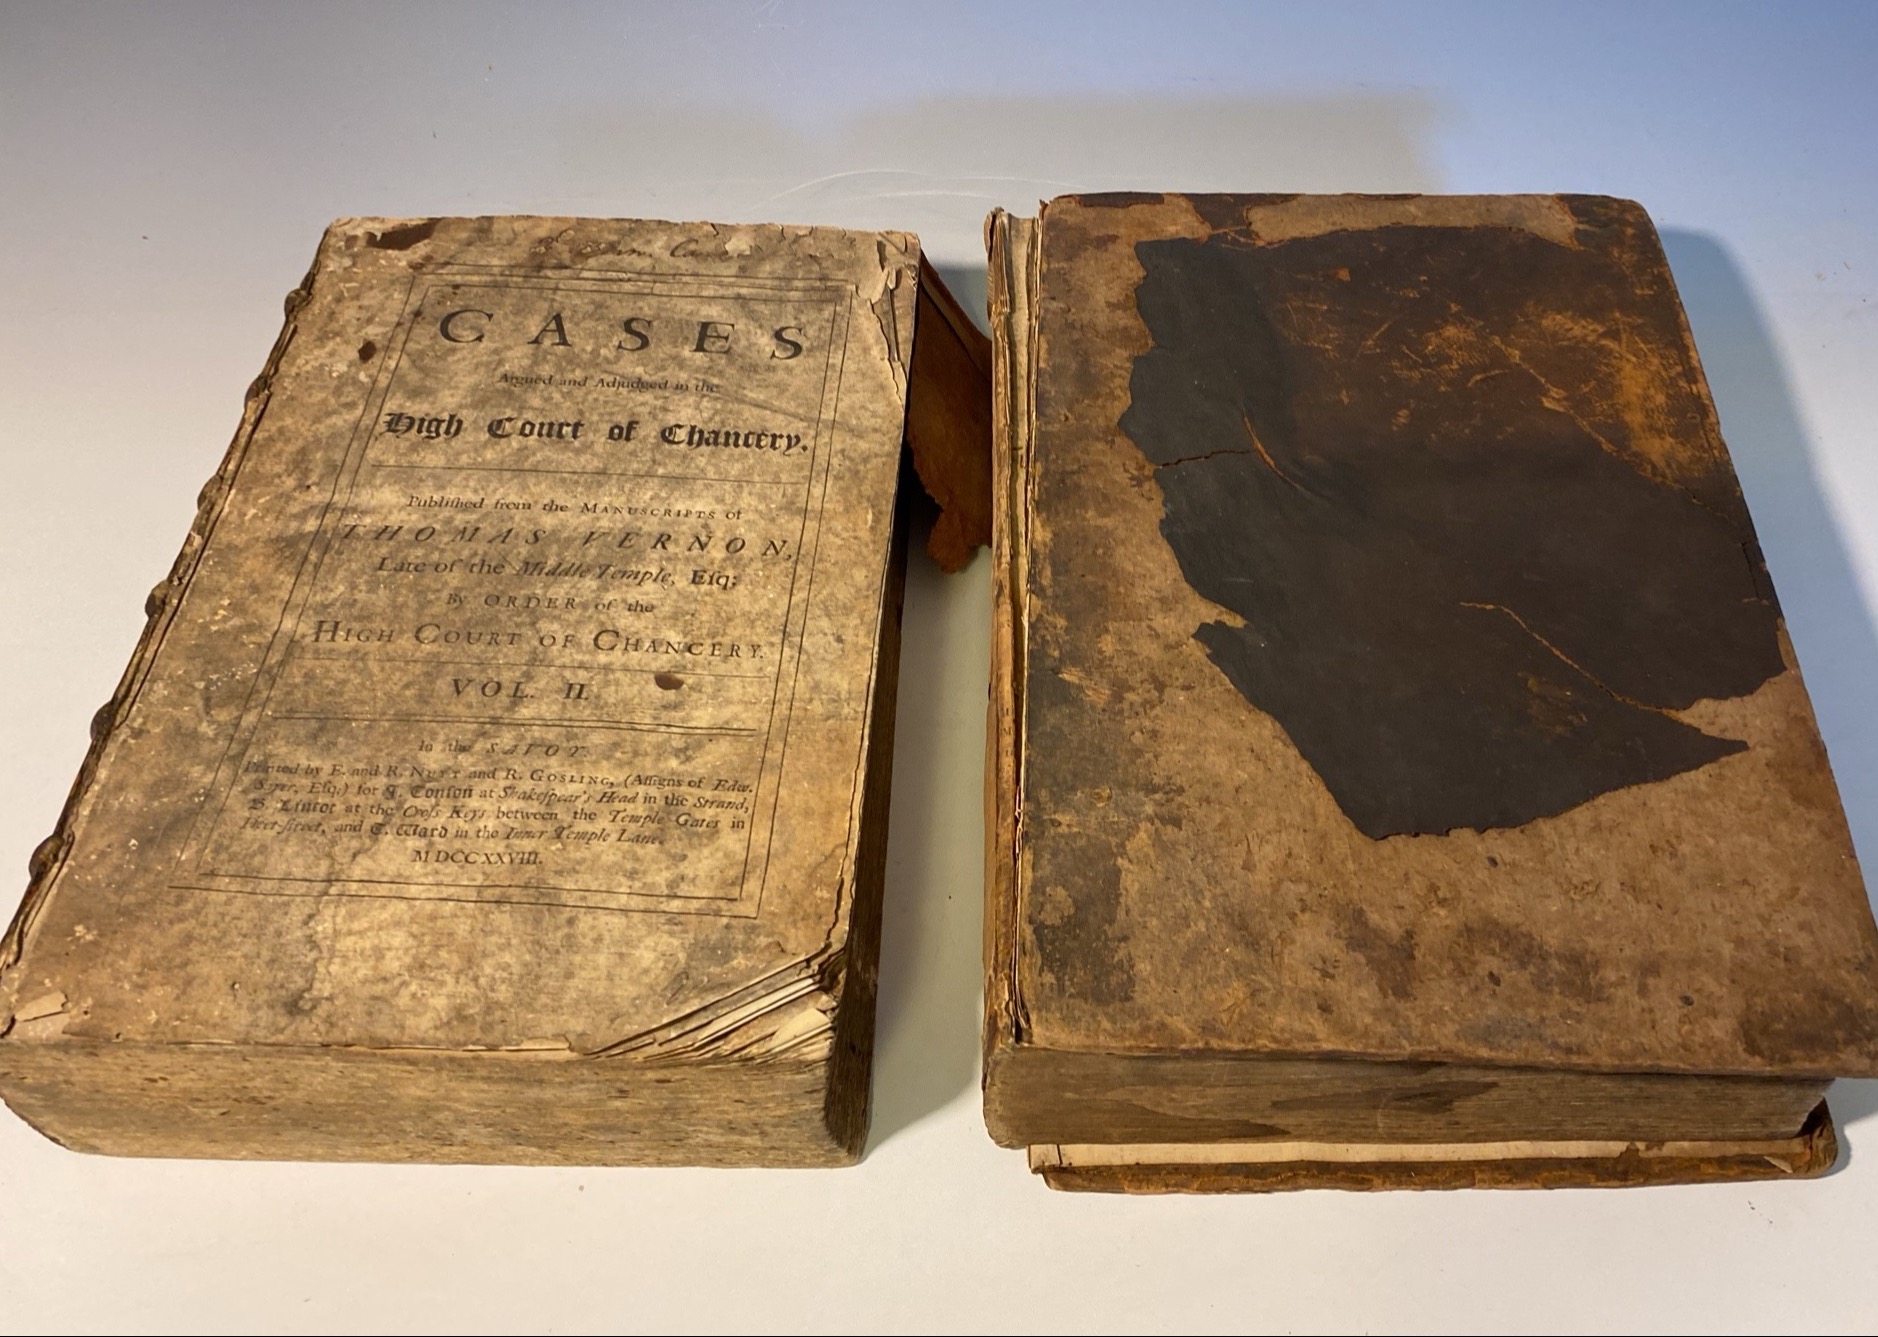 CASES
Argued and Adjudged in the
High Court of Chancery.
Publiſhed from the MANUSCRIPTS of
THOMAS VERNON,
Late of the Middle Temple, Eſq;
By ORDER of the
HIGH COURT OF CHANCERY.
VOL. II.
In the SAVOY:
Printed by E. and R. NUTT and R. GOSLING, (Aſſigns of Edw.
Sayer, Eſq;) for J. Tonſon at Shakeſpear's Head in the Strand,
B. Lintot at the Croſs Keys between the Temple Gates in
Fleet-ſtreet, and T. Ward in the Inner Temple Lane.
MDCCXXVIII.